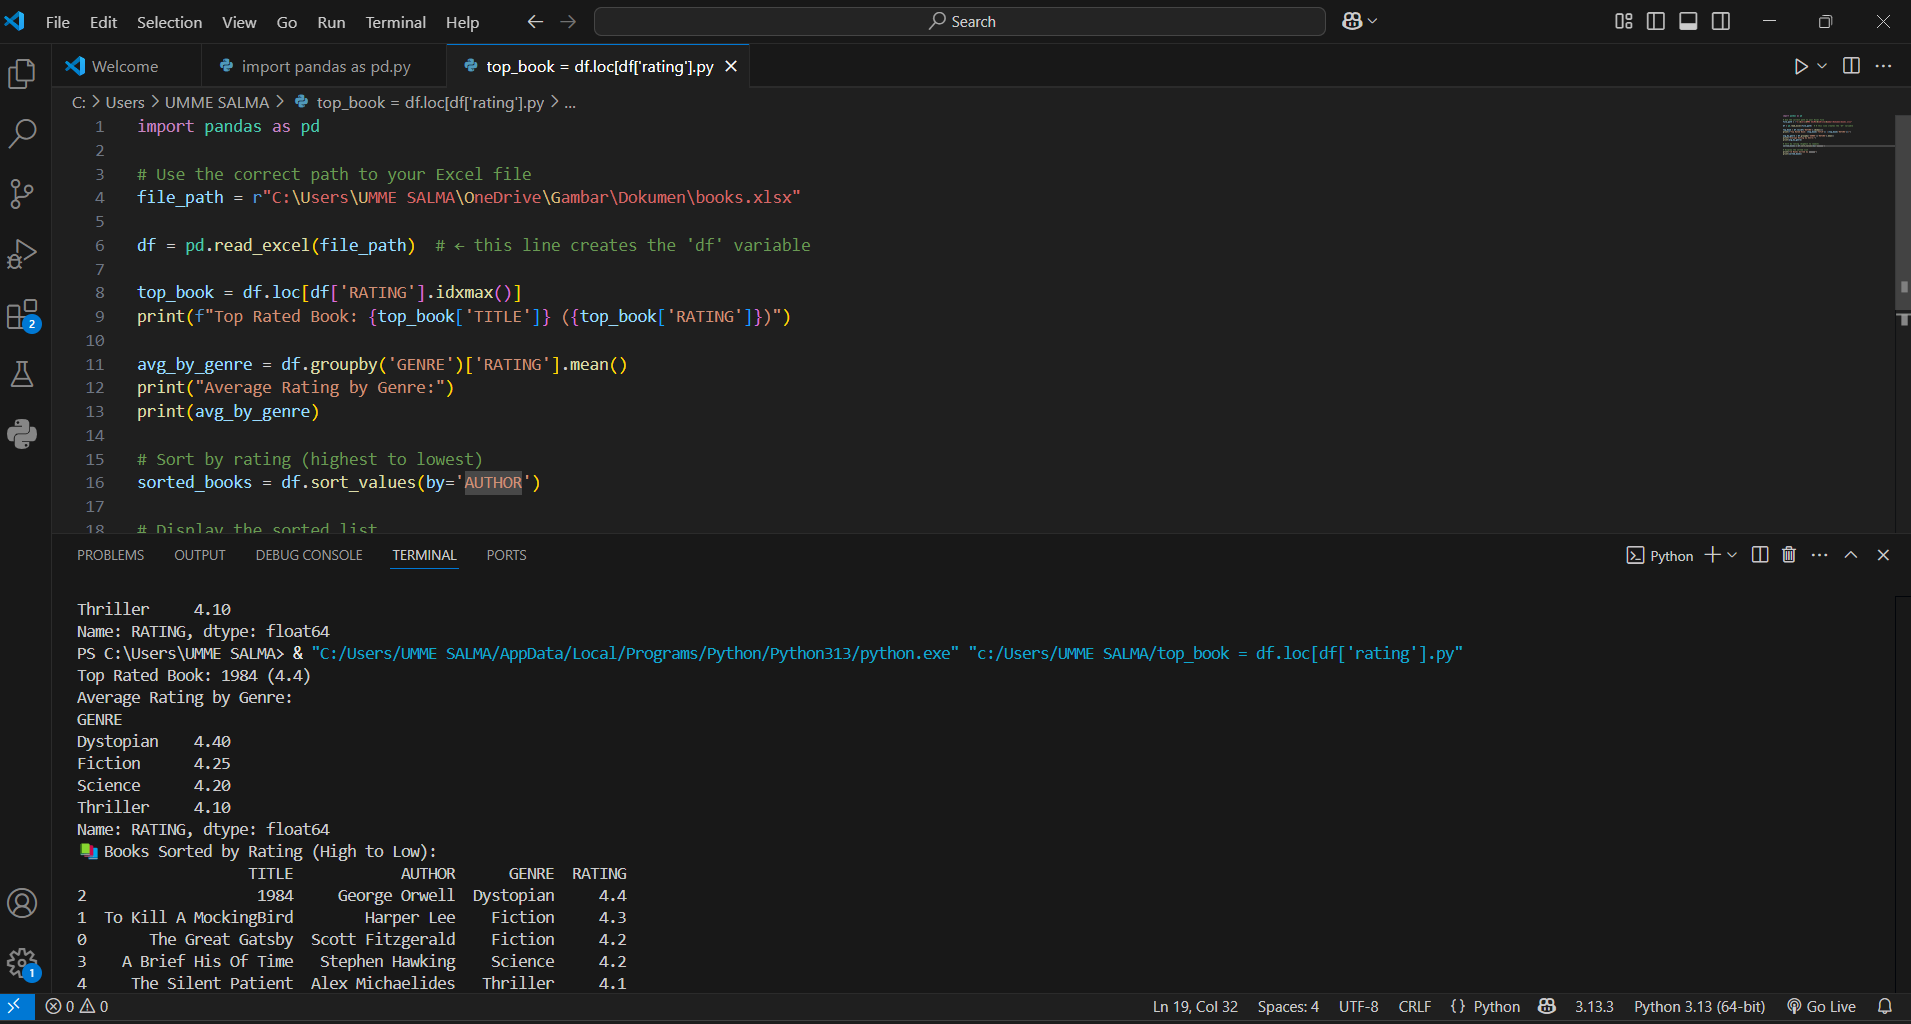 File Edit Selection View Go Run Terminal Help Search
Welcome import pandas as pd.py top_book = df.loc[df['rating'].py
C: > Users > UMME SALMA > top_book = df.loc[df['rating'].py > ...
1 import pandas as pd
2
3 # Use the correct path to your Excel file
4 file_path = r"C:\Users\UMME SALMA\OneDrive\Gambar\Dokumen\books.xlsx"
5
6 df = pd.read_excel(file_path)  # ← this line creates the 'df' variable
7
8 top_book = df.loc[df['RATING'].idxmax()]
9 print(f"Top Rated Book: {top_book['TITLE']} ({top_book['RATING']})")
10
11 avg_by_genre = df.groupby('GENRE')['RATING'].mean()
12 print("Average Rating by Genre:")
13 print(avg_by_genre)
14
15 # Sort by rating (highest to lowest)
16 sorted_books = df.sort_values(by='AUTHOR')
17
18 # Display the sorted list
PROBLEMS OUTPUT DEBUG CONSOLE TERMINAL PORTS Python
Thriller 4.10
Name: RATING, dtype: float64
PS C:\Users\UMME SALMA> & "C:/Users/UMME SALMA/AppData/Local/Programs/Python/Python313/python.exe" "c:/Users/UMME SALMA/top_book = df.loc[df['rating'].py"
Top Rated Book: 1984 (4.4)
Average Rating by Genre:
GENRE
Dystopian 4.40
Fiction 4.25
Science 4.20
Thriller 4.10
Name: RATING, dtype: float64
📚 Books Sorted by Rating (High to Low):
TITLE AUTHOR GENRE RATING
2 1984 George Orwell Dystopian 4.4
1 To Kill A MockingBird Harper Lee Fiction 4.3
0 The Great Gatsby Scott Fitzgerald Fiction 4.2
3 A Brief His Of Time Stephen Hawking Science 4.2
4 The Silent Patient Alex Michaelides Thriller 4.1
2
1
0 0 Ln 19, Col 32 Spaces: 4 UTF-8 CRLF {} Python 3.13.3 Python 3.13 (64-bit) Go Live